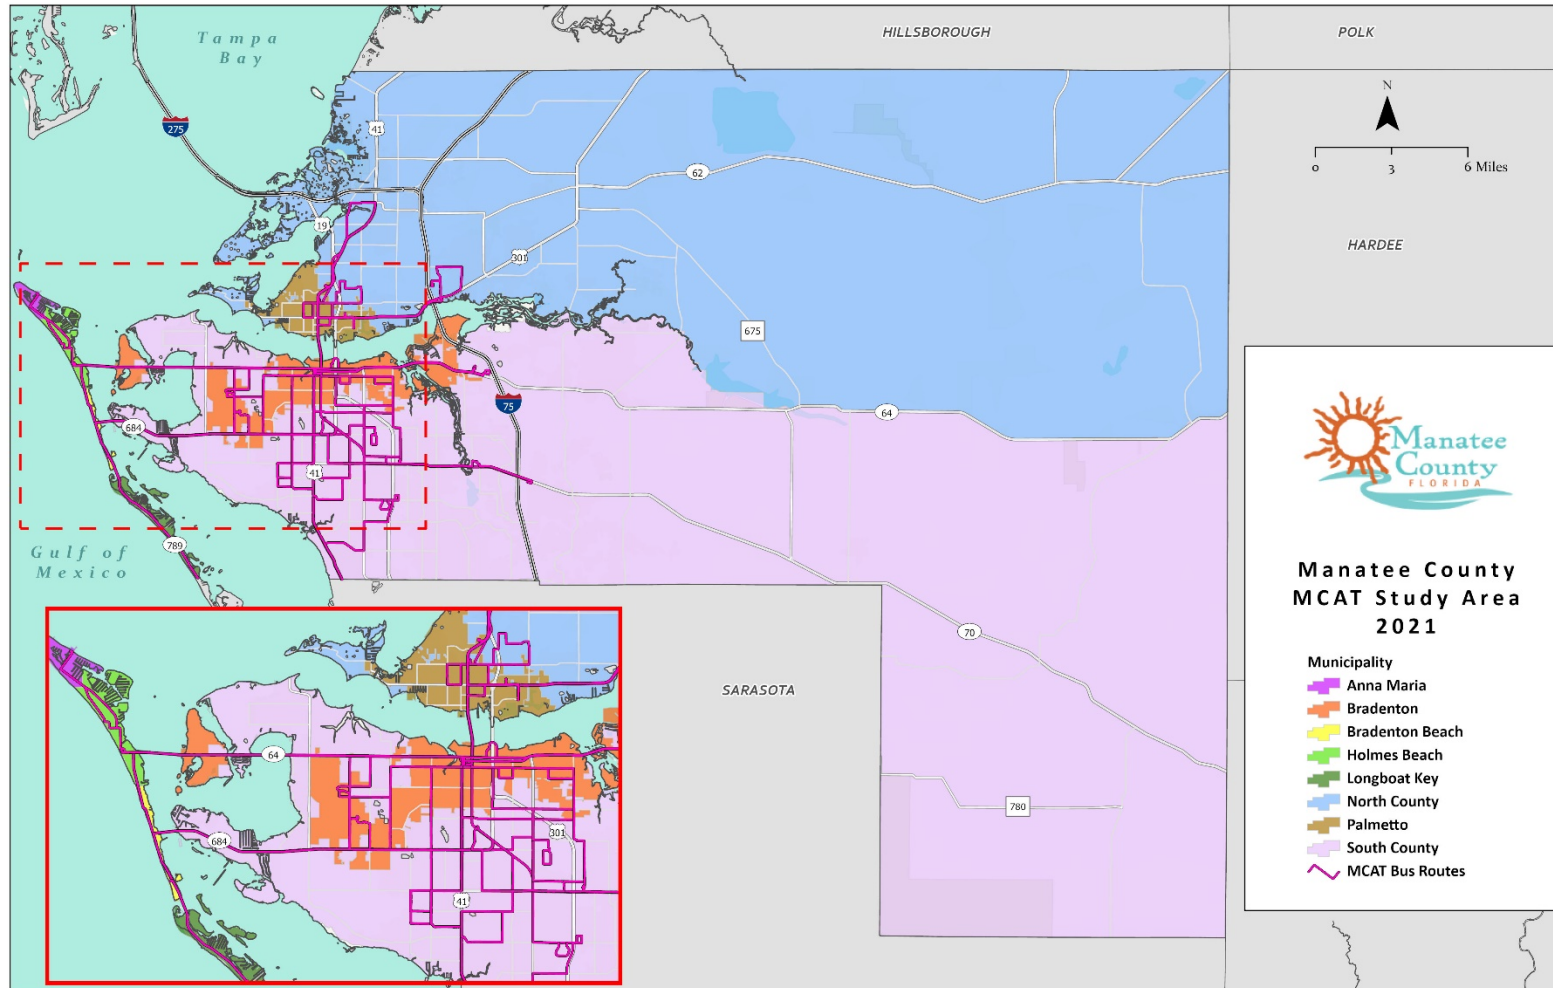 Tampa
Bay
HILLSBOROUGH
POLK
N
275
41
0 3 6 Miles
62
HARDEE
19
301
675
75
64
684
41
Manatee
County
FLORIDA
Gulf of
Mexico
789
Manatee County
MCAT Study Area
2021
70
Municipality
Anna Maria
Bradenton
Bradenton Beach
Holmes Beach
Longboat Key
North County
Palmetto
South County
MCAT Bus Routes
SARASOTA
780
64
684
301
41